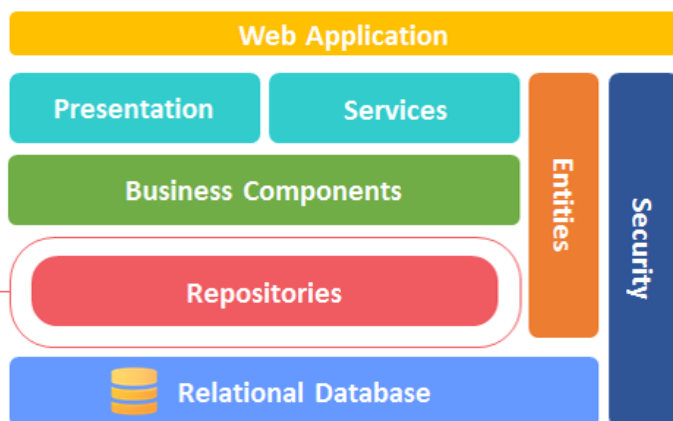 Web Application
Presentation
Services
Business Components
Entities
Security
Repositories
Relational Database